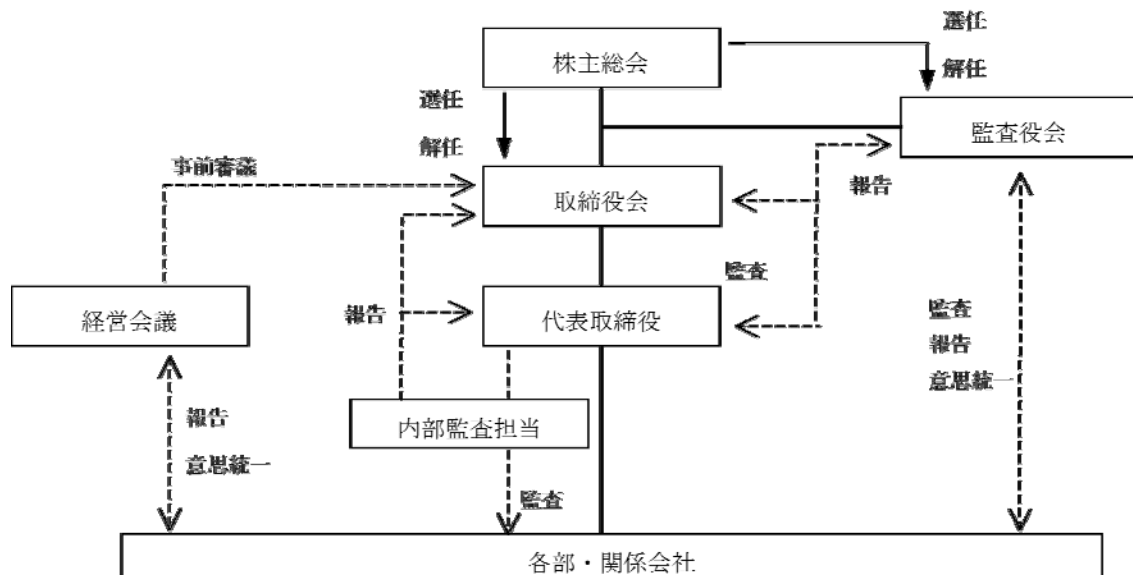 選任
株主総会
解任
選任
監査役会
解任
事前審議
報告
取締役会
監査
経営会議
報告
代表取締役
監査
報告
意思統一
報告
内部監査担当
意思統一
監査
各部・関係会社